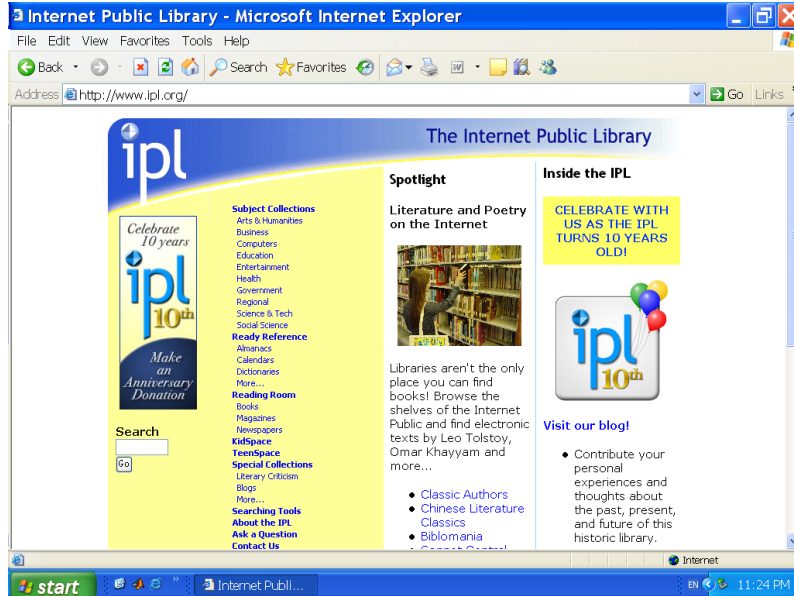 Internet Public Library - Microsoft Internet Explorer
File Edit View Favorites Tools Help
Back Search Favorites
Address http://www.ipl.org/ Go Links
ipl
The Internet Public Library
Celebrate
10 years
ipl
10th
Make
an
Anniversary
Donation
Search
Go
Subject Collections
Arts & Humanities
Business
Computers
Education
Entertainment
Health
Government
Regional
Science & Tech
Social Science
Ready Reference
Almanacs
Calendars
Dictionaries
More...
Reading Room
Books
Magazines
Newspapers
KidSpace
TeenSpace
Special Collections
Literary Criticism
Blogs
More...
Searching Tools
About the IPL
Ask a Question
Contact Us
Spotlight
Literature and Poetry
on the Internet
Libraries aren't the only
place you can find
books! Browse the
shelves of the Internet
Public and find electronic
texts by Leo Tolstoy,
Omar Khayyam and
more...
Classic Authors
Chinese Literature
Classics
Biblomania
Inside the IPL
CELEBRATE WITH
US AS THE IPL
TURNS 10 YEARS
OLD!
ipl
10th
Visit our blog!
Contribute your
personal
experiences and
thoughts about
the past, present,
and future of this
historic library.
Internet
start
Internet Publi...
EN
11:24 PM